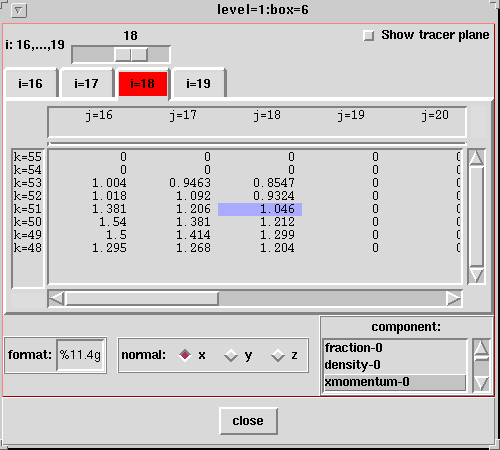 level=1:box=6
i: 16,...,19 18 Show tracer plane
i=16 i=17 i=18 i=19
j=16 j=17 j=18 j=19 j=20
k=55 0 0 0 0 0
k=54 0 0 0 0 0
k=53 1.004 0.9463 0.8547 0 0
k=52 1.018 1.092 0.9324 0 0
k=51 1.381 1.206 1.046 0 0
k=50 1.54 1.381 1.212 0 0
k=49 1.5 1.414 1.299 0 0
k=48 1.295 1.268 1.204 0 0
component:
format: %11.4g normal: x y z
fraction-0
density-0
xmomentum-0
close